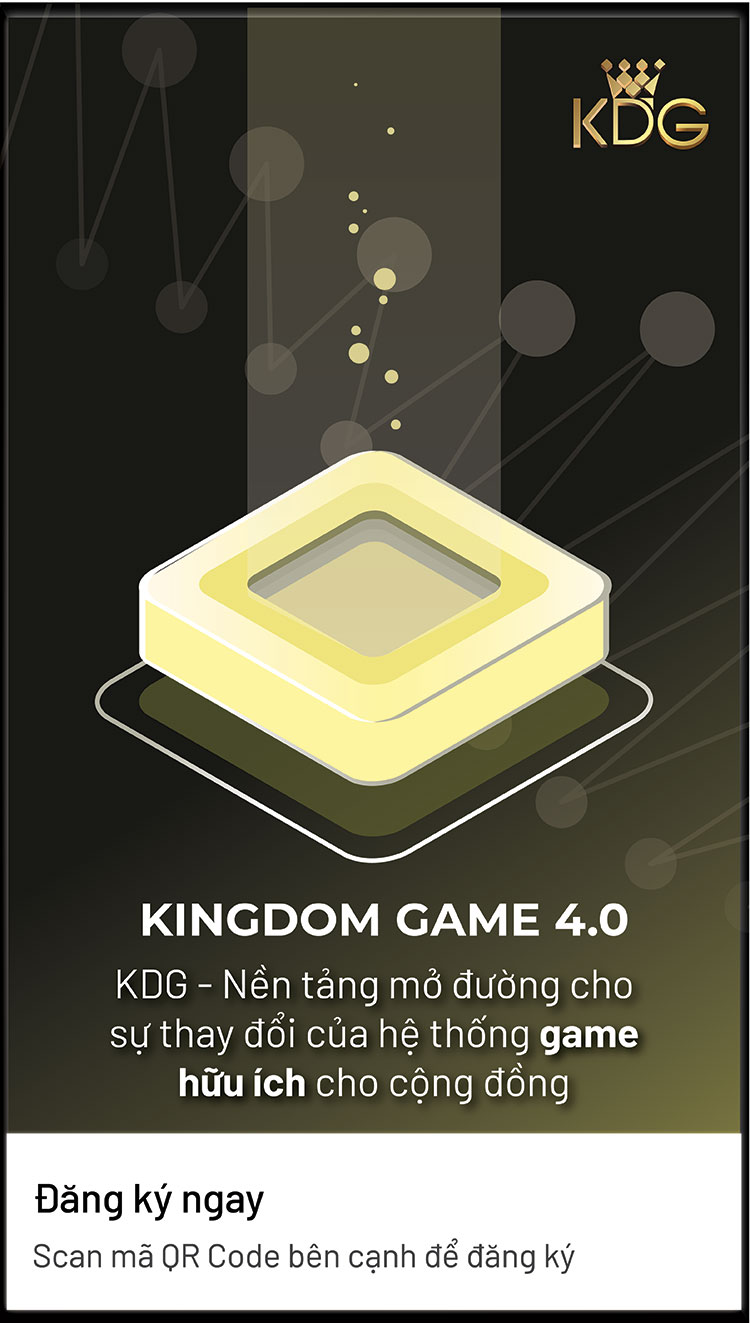 KDG
KINGDOM GAME 4.0
KDG - Nền tảng mở đường cho
sự thay đổi của hệ thống game
hữu ích cho cộng đồng
Đăng ký ngay
Scan mã QR Code bên cạnh để đăng ký